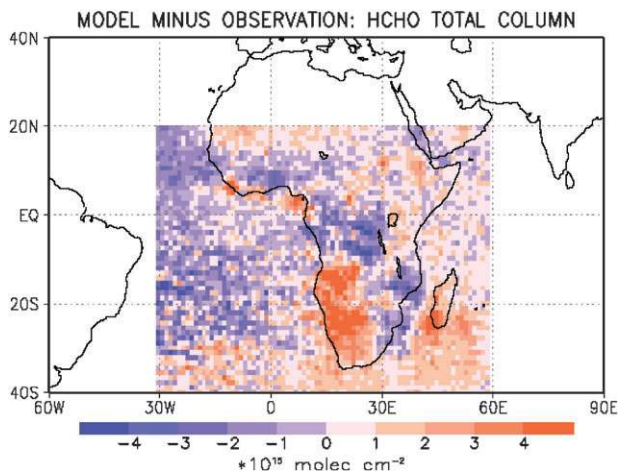 MODEL MINUS OBSERVATION: HCHO TOTAL COLUMN
40N
20N
EQ
20S
40S
60W 30W 0 30E 60E 90E
−4 −3 −2 −1 0 1 2 3 4
*10¹⁵ molec cm⁻²